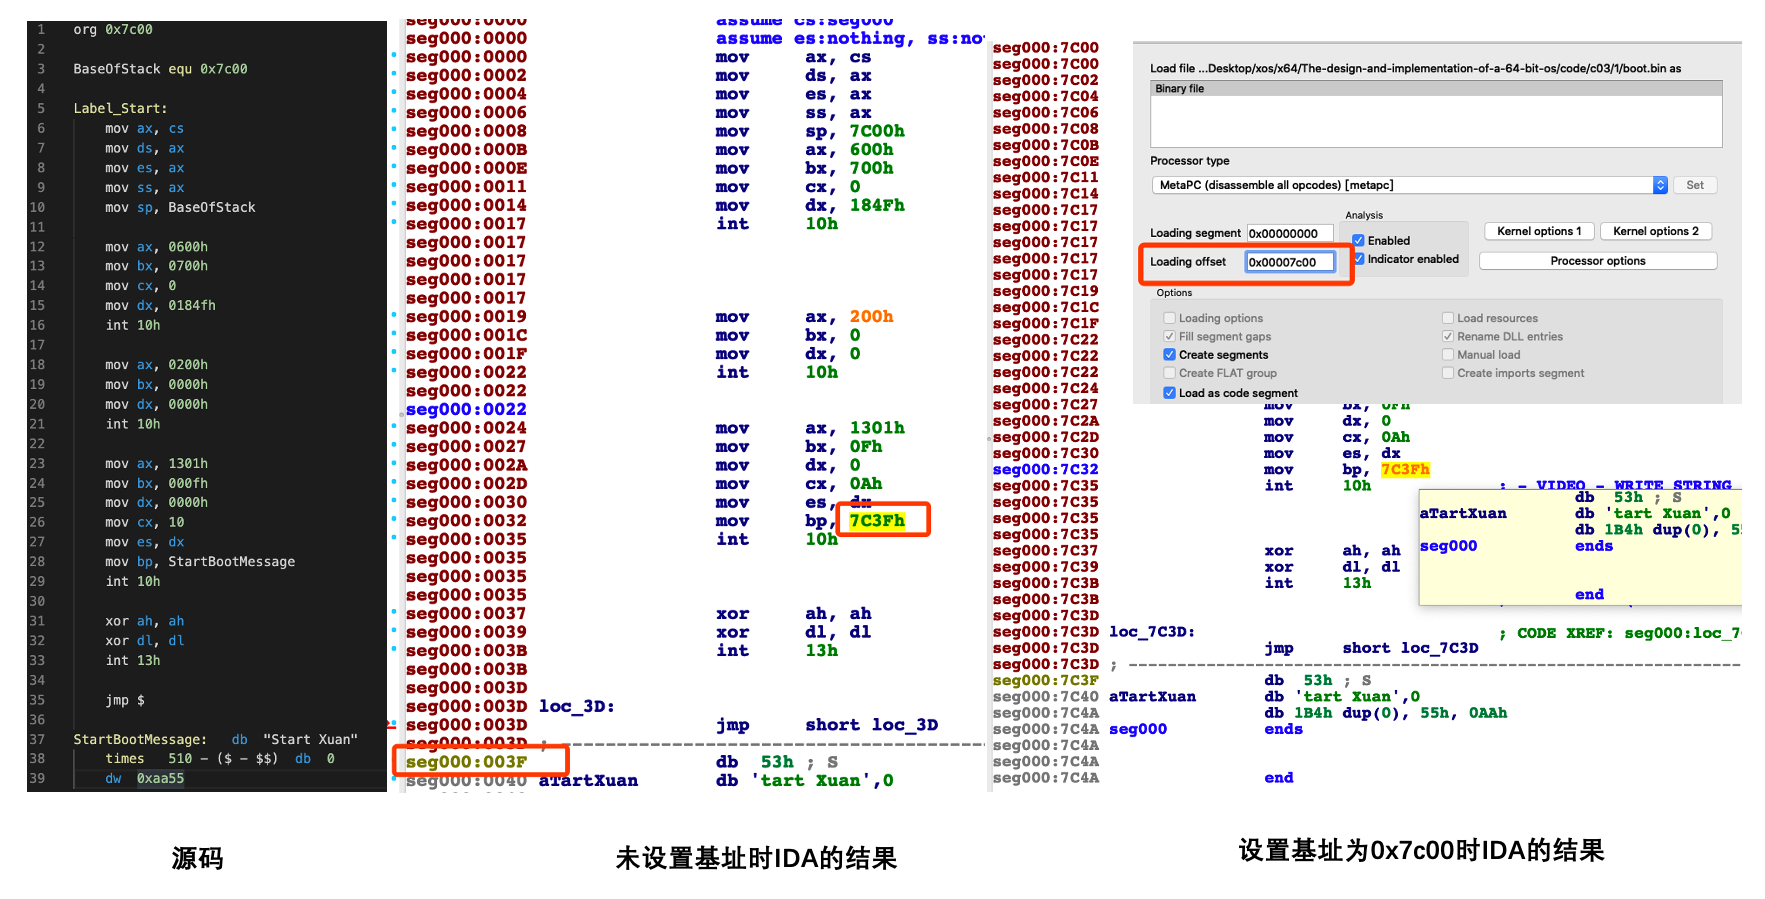 1 org 0x7c00
2
3 BaseOfStack equ 0x7c00
4
5 Label_Start:
6 mov ax, cs
7 mov ds, ax
8 mov es, ax
9 mov ss, ax
10 mov sp, BaseOfStack
11
12 mov ax, 0600h
13 mov bx, 0700h
14 mov cx, 0
15 mov dx, 0184fh
16 int 10h
17
18 mov ax, 0200h
19 mov bx, 0000h
20 mov dx, 0000h
21 int 10h
22
23 mov ax, 1301h
24 mov bx, 000fh
25 mov dx, 0000h
26 mov cx, 10
27 mov es, dx
28 mov bp, StartBootMessage
29 int 10h
30
31 xor ah, ah
32 xor dl, dl
33 int 13h
34
35 jmp $
36
37 StartBootMessage: db "Start Xuan"
38 times 510 - ($ - $$) db 0
39 dw 0xaa55
源码
seg000:0000 assume cs:seg000
seg000:0000 assume es:nothing, ss:no
seg000:0000 mov ax, cs
seg000:0002 mov ds, ax
seg000:0004 mov es, ax
seg000:0006 mov ss, ax
seg000:0008 mov sp, 7C00h
seg000:000B mov ax, 600h
seg000:000E mov bx, 700h
seg000:0011 mov cx, 0
seg000:0014 mov dx, 184Fh
seg000:0017 int 10h
seg000:0017
seg000:0017
seg000:0017
seg000:0017
seg000:0019 mov ax, 200h
seg000:001C mov bx, 0
seg000:001F mov dx, 0
seg000:0022 int 10h
seg000:0022
seg000:0022
seg000:0024 mov ax, 1301h
seg000:0027 mov bx, 0Fh
seg000:002A mov dx, 0
seg000:002D mov cx, 0Ah
seg000:0030 mov es, dx
seg000:0032 mov bp, 7C3Fh
seg000:0035 int 10h
seg000:0035
seg000:0035
seg000:0035
seg000:0037 xor ah, ah
seg000:0039 xor dl, dl
seg000:003B int 13h
seg000:003B
seg000:003D
seg000:003D loc_3D:
seg000:003D jmp short loc_3D
seg000:003D ; ---------------------------------------
seg000:003F db 53h ; S
seg000:0040 aTartXuan db 'tart Xuan',0
未设置基址时IDA的结果
seg000:7C00
seg000:7C00
seg000:7C02
seg000:7C04
seg000:7C06
seg000:7C08
seg000:7C0B
seg000:7C0E
seg000:7C11
seg000:7C14
seg000:7C17
seg000:7C17
seg000:7C17
seg000:7C17
seg000:7C17
seg000:7C19
seg000:7C1C
seg000:7C1F
seg000:7C22
seg000:7C22
seg000:7C22
seg000:7C24
Load file ...Desktop/xos/x64/The-design-and-implementation-of-a-64-bit-os/code/c03/1/boot.bin as
Binary file
Processor type
MetaPC (disassemble all opcodes) [metapc]
Set
Loading segment 0x00000000
Loading offset 0x00007c00
Analysis
Enabled
Indicator enabled
Kernel options 1
Kernel options 2
Processor options
Options
Loading options
Fill segment gaps
Create segments
Create FLAT group
Load as code segment
Load resources
Rename DLL entries
Manual load
Create imports segment
seg000:7C27 mov bx, 0Fh
seg000:7C2A mov dx, 0
seg000:7C2D mov cx, 0Ah
seg000:7C30 mov es, dx
seg000:7C32 mov bp, 7C3Fh
seg000:7C35 int 10h ; - VIDEO - WRITE STRING
seg000:7C35
seg000:7C35
seg000:7C35
seg000:7C37 xor ah, ah
seg000:7C39 xor dl, dl
seg000:7C3B int 13h
seg000:7C3B
seg000:7C3D
seg000:7C3D loc_7C3D: ; CODE XREF: seg000:loc_7
seg000:7C3D jmp short loc_7C3D
seg000:7C3D ; ---------------------------------------
seg000:7C3F db 53h ; S
seg000:7C40 aTartXuan db 'tart Xuan',0
seg000:7C4A db 1B4h dup(0), 55h, 0AAh
seg000:7C4A seg000 ends
seg000:7C4A
seg000:7C4A
seg000:7C4A end
db 53h ; S
aTartXuan db 'tart Xuan',0
db 1B4h dup(0), 5
seg000 ends
end
设置基址为0x7c00时IDA的结果